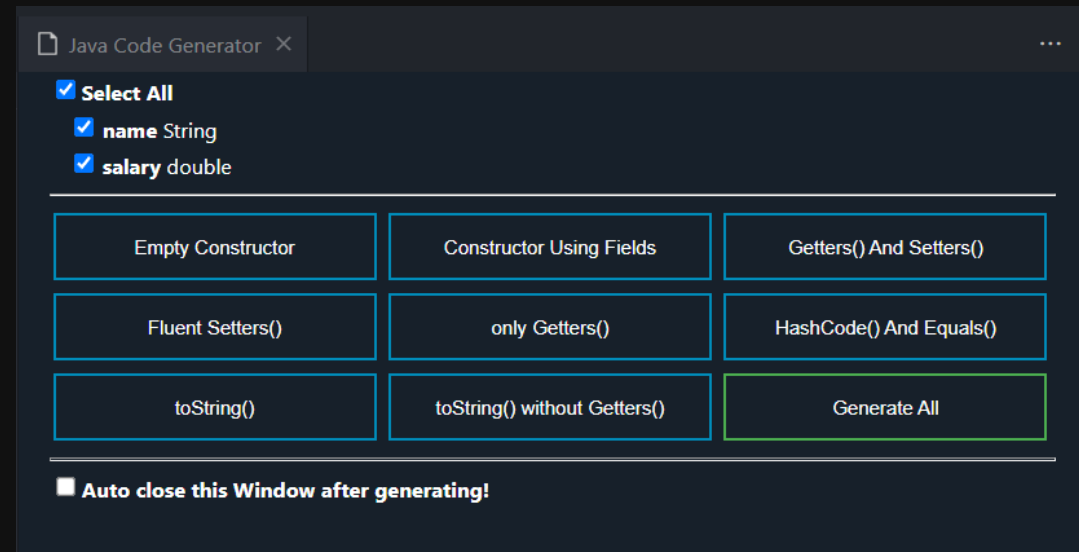 Java Code Generator
Select All
name String
salary double
Empty Constructor
Constructor Using Fields
Getters() And Setters()
Fluent Setters()
only Getters()
HashCode() And Equals()
toString()
toString() without Getters()
Generate All
Auto close this Window after generating!